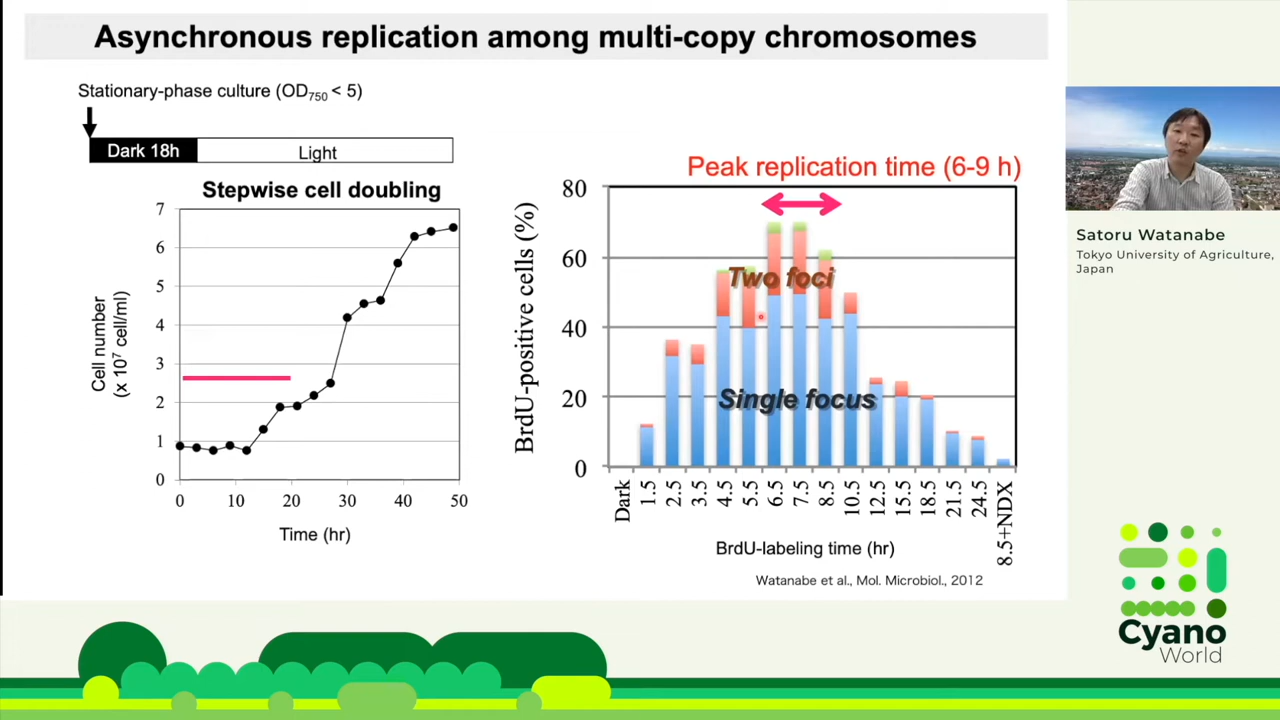 Asynchronous replication among multi-copy chromosomes
Stationary-phase culture (OD750 < 5)
Dark 18h
Light
Stepwise cell doubling
Cell number
(x 10⁷ cell/ml)
7
6
5
4
3
2
1
0
0 10 20 30 40 50
Time (hr)
Peak replication time (6-9 h)
BrdU-positive cells (%)
80
60
40
20
0
Two foci
Single focus
Dark 1.5 2.5 3.5 4.5 5.5 6.5 7.5 8.5 10.5 12.5 15.5 18.5 21.5 24.5 8.5+NDX
BrdU-labeling time (hr)
Watanabe et al., Mol. Microbiol., 2012
Satoru Watanabe
Tokyo University of Agriculture,
Japan
Cyano
World